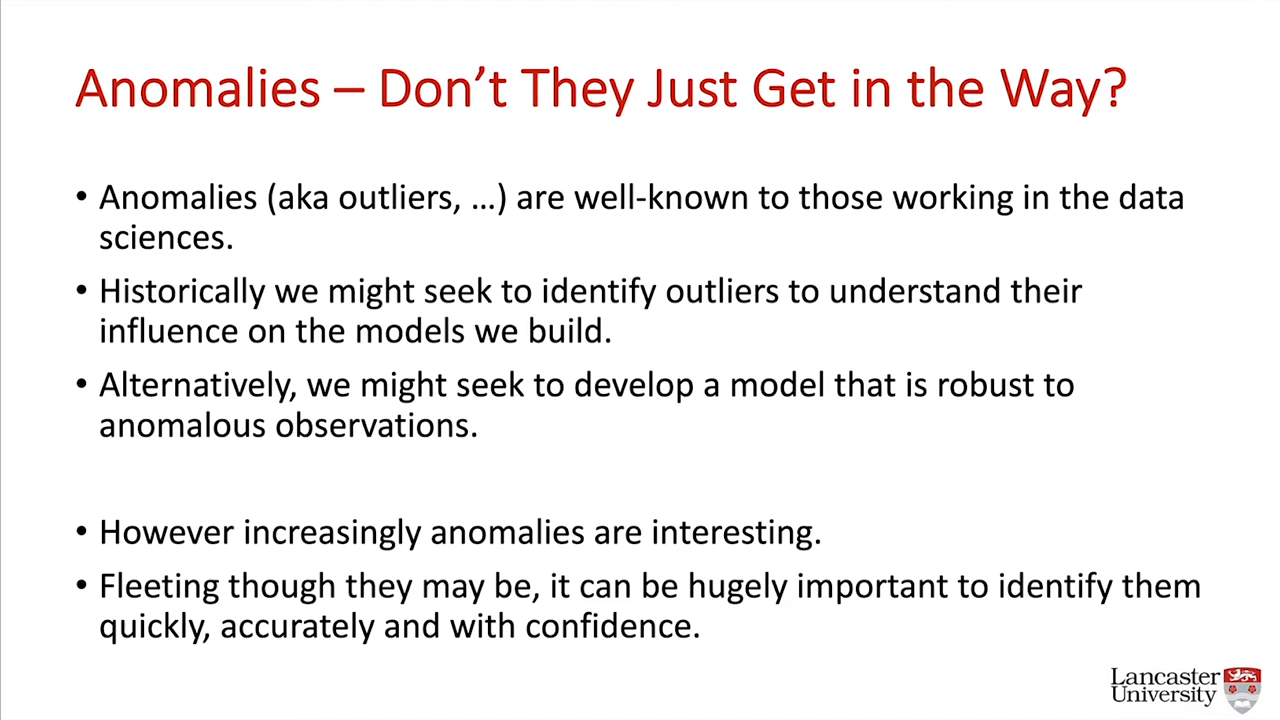 Anomalies – Don’t They Just Get in the Way?
• Anomalies (aka outliers, …) are well-known to those working in the data
sciences.
• Historically we might seek to identify outliers to understand their
influence on the models we build.
• Alternatively, we might seek to develop a model that is robust to
anomalous observations.
• However increasingly anomalies are interesting.
• Fleeting though they may be, it can be hugely important to identify them
quickly, accurately and with confidence.
Lancaster
University